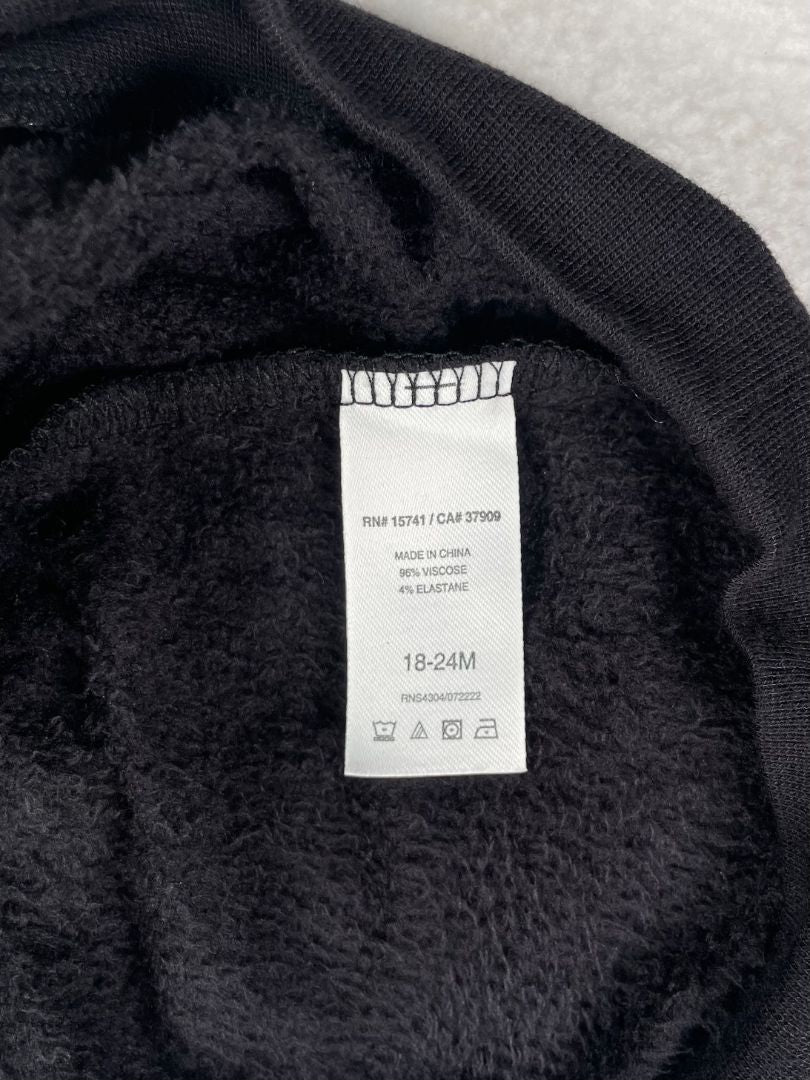 RN# 15741 / CA# 37909
MADE IN CHINA
96% VISCOSE
4% ELASTANE
18-24M
RNS4304/072222